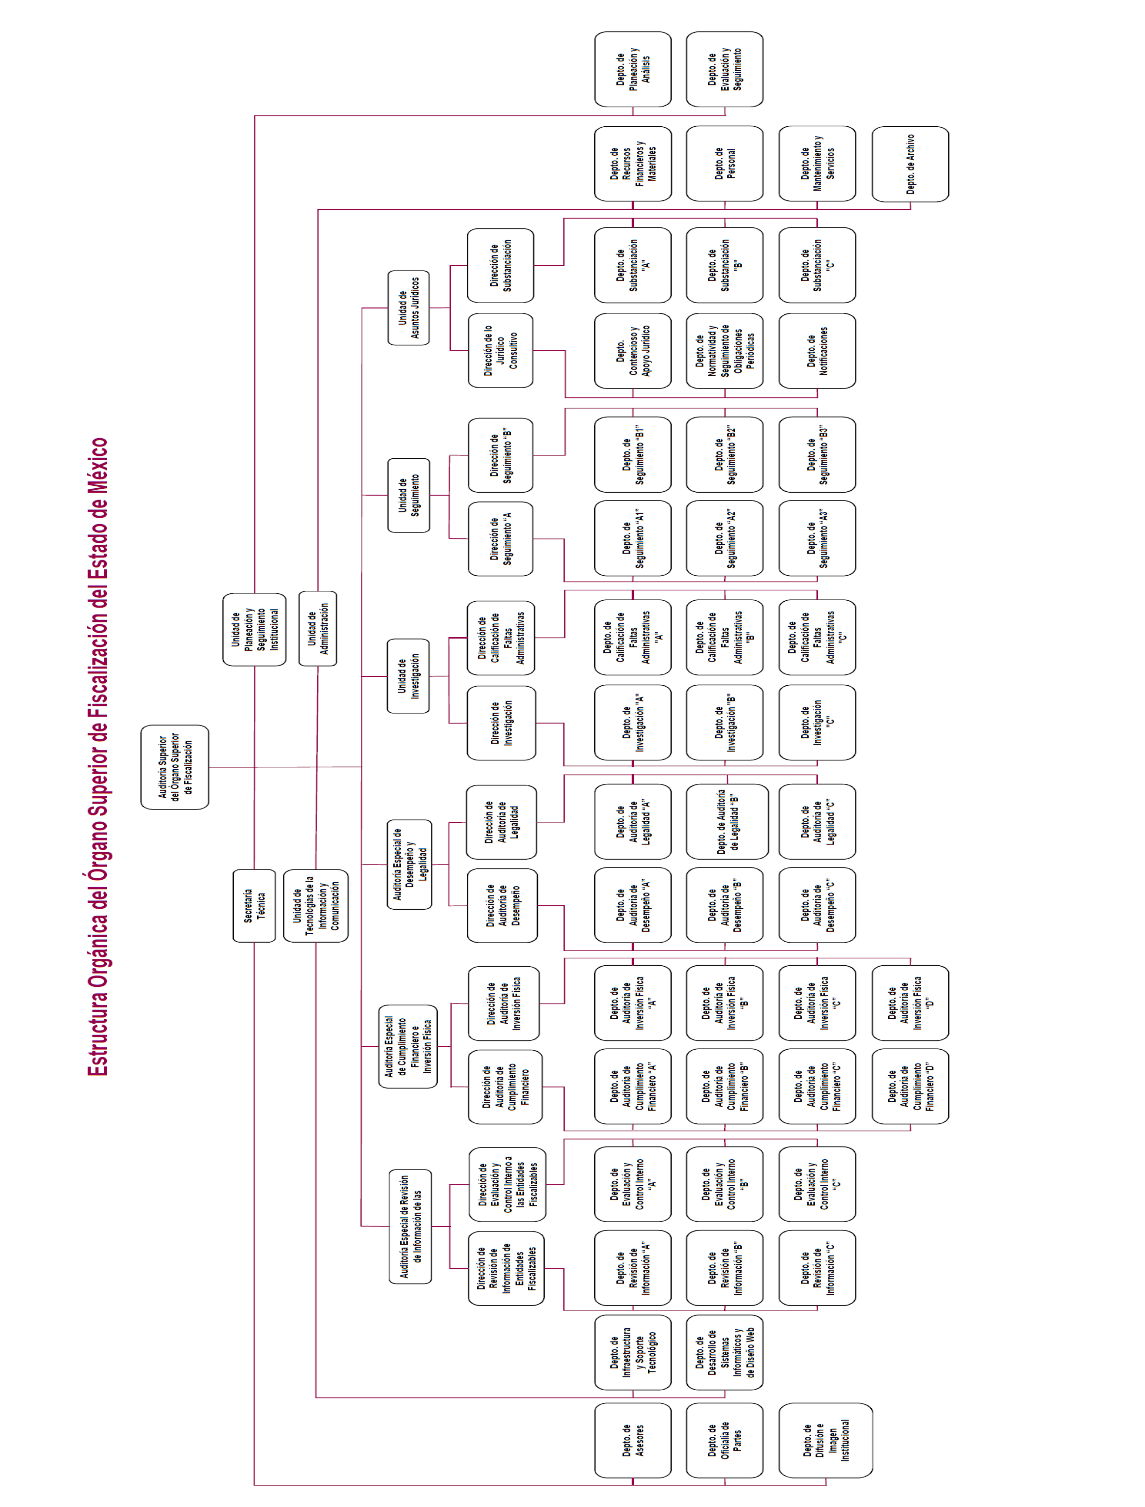 Estructura Orgánica del Órgano Superior de Fiscalización del Estado de México
Auditoría Superior
del Órgano Superior
de Fiscalización
Secretaría
Técnica
Unidad de
Planeación y
Seguimiento
Institucional
Unidad de
Tecnologías de la
Información y
Comunicación
Unidad de
Administración
Auditoría Especial de Revisión
de Información de las
Auditoría Especial
de Cumplimiento
Financiero e
Inversión Física
Auditoría Especial de
Desempeño y
Legalidad
Unidad de
Investigación
Unidad de
Seguimiento
Unidad de
Asuntos Jurídicos
Dirección de
Revisión de
Información de
Entidades
Fiscalizables
Dirección de
Evaluación y
Control Interno a
las Entidades
Fiscalizables
Dirección de
Auditoría de
Cumplimiento
Financiero
Dirección de
Auditoría de
Inversión Física
Dirección de
Auditoría de
Desempeño
Dirección de
Auditoría de
Legalidad
Dirección de
Investigación
Dirección de
Calificación de
Faltas
Administrativas
Dirección de
Seguimiento "A
Dirección de
Seguimiento "B"
Dirección de lo
Jurídico
Consultivo
Dirección de
Substanciación
Depto. de
Asesores
Depto. de
Infraestructura
y Soporte
Tecnológico
Depto. de
Revisión de
Información "A"
Depto. de
Evaluación y
Control Interno
"A"
Depto. de
Auditoría de
Cumplimiento
Financiero "A"
Depto. de
Auditoría de
Inversión Física
"A"
Depto. de
Auditoría de
Desempeño "A"
Depto. de
Auditoría de
Legalidad "A"
Depto. de
Investigación "A"
Depto. de
Calificación de
Faltas
Administrativas
"A"
Depto. de
Seguimiento "A1"
Depto. de
Seguimiento "B1"
Depto.
Contencioso y
Apoyo Jurídico
Depto. de
Substanciación
"A"
Depto. de
Recursos
Financieros y
Materiales
Depto. de
Planeación y
Análisis
Depto. de
Oficialía de
Partes
Depto. de
Desarrollo de
Sistemas
Informáticos y
de Diseño Web
Depto. de
Revisión de
Información "B"
Depto. de
Evaluación y
Control Interno
"B"
Depto. de
Auditoría de
Cumplimiento
Financiero "B"
Depto. de
Auditoría de
Inversión Física
"B"
Depto. de
Auditoría de
Desempeño "B"
Depto. de Auditoría
de Legalidad "B"
Depto. de
Investigación "B"
Depto. de
Calificación de
Faltas
Administrativas
"B"
Depto. de
Seguimiento "A2"
Depto. de
Seguimiento "B2"
Depto. de
Normatividad y
Seguimiento de
Obligaciones
Periódicas
Depto. de
Substanciación
"B"
Depto. de
Personal
Depto. de
Evaluación y
Seguimiento
Depto. de
Difusión e
Imagen
Institucional
Depto. de
Revisión de
Información "C"
Depto. de
Evaluación y
Control Interno
"C"
Depto. de
Auditoría de
Cumplimiento
Financiero "C"
Depto. de
Auditoría de
Inversión Física
"C"
Depto. de
Auditoría de
Desempeño "C"
Depto. de
Auditoría de
Legalidad "C"
Depto. de
Investigación
"C"
Depto. de
Calificación de
Faltas
Administrativas
"C"
Depto. de
Seguimiento "A3"
Depto. de
Seguimiento "B3"
Depto. de
Notificaciones
Depto. de
Substanciación
"C"
Depto. de
Mantenimiento y
Servicios
Depto. de
Auditoría de
Cumplimiento
Financiero "D"
Depto. de
Auditoría de
Inversión Física
"D"
Depto. de Archivo